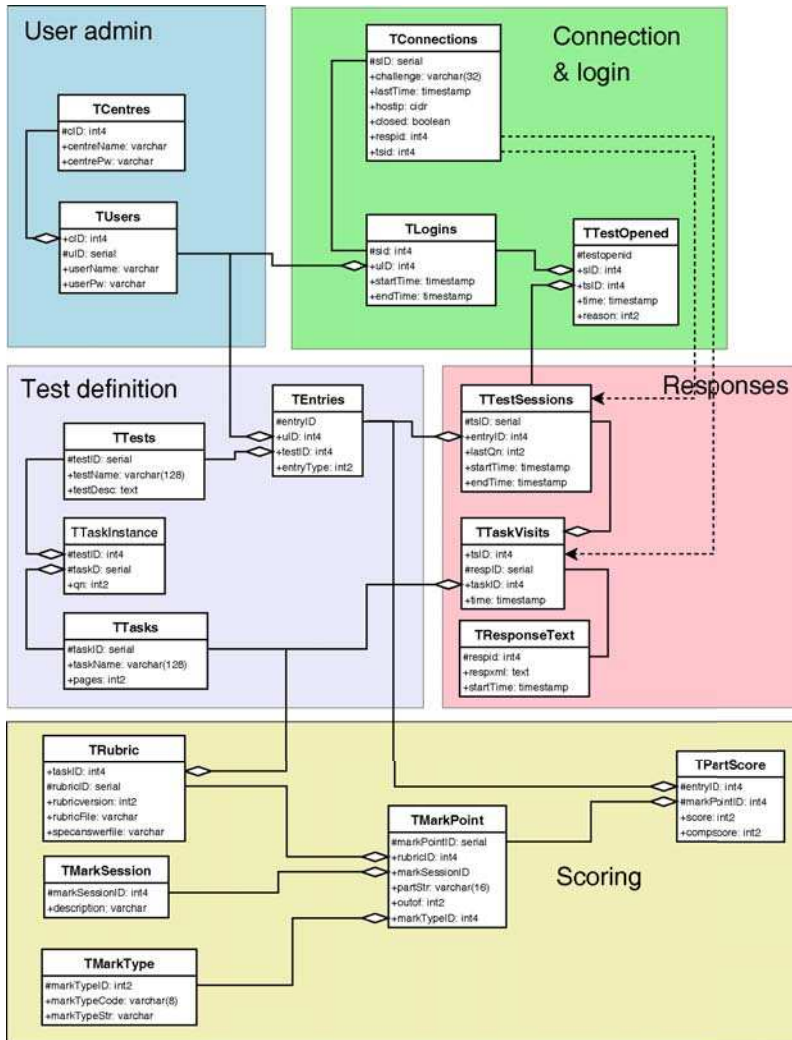 User admin
TCentres
#cID: int4
+centreName: varchar
+centrePw: varchar
TUsers
+cID: int4
#uID: serial
+userName: varchar
+userPw: varchar
Connection
& login
TConnections
#sID: serial
+challenge: varchar(32)
+lastTime: timestamp
+hostip: cidr
+closed: boolean
+respid: int4
+tsid: int4
TLogins
#sid: int4
+uID: int4
+startTime: timestamp
+endTime: timestamp
TTestOpened
#testopenid
+sID: int4
+tsID: int4
+time: timestamp
+reason: int2
Test definition
TEntries
#entryID
+uID: int4
+testID: int4
+entryType: int2
TTests
#testID: serial
+testName: varchar(128)
+testDesc: text
TTaskInstance
#testID: int4
#taskD: serial
+qn: int2
TTasks
#taskID: serial
+taskName: varchar(128)
+pages: int2
Responses
TTestSessions
#tsID: serial
+entryID: int4
+lastQn: int2
+startTime: timestamp
+endTime: timestamp
TTaskVisits
+tsID: int4
#respID: serial
+taskID: int4
+time: timestamp
TResponseText
#respid: int4
+respxml: text
+startTime: timestamp
TRubric
+taskID: int4
#rubricID: serial
+rubricversion: int2
+rubricFile: varchar
+specanswerfile: varchar
TMarkSession
#markSessionID: int4
+description: varchar
TMarkType
#markTypeID: int2
+markTypeCode: varchar(8)
+markTypeStr: varchar
TMarkPoint
#markPointID: serial
+rubricID: int4
+markSessionID
+partStr: varchar(16)
+outof: int2
+markTypeID: int4
TPartScore
#entryID: int4
#markPointID: int4
+score: int2
+compscore: int2
Scoring